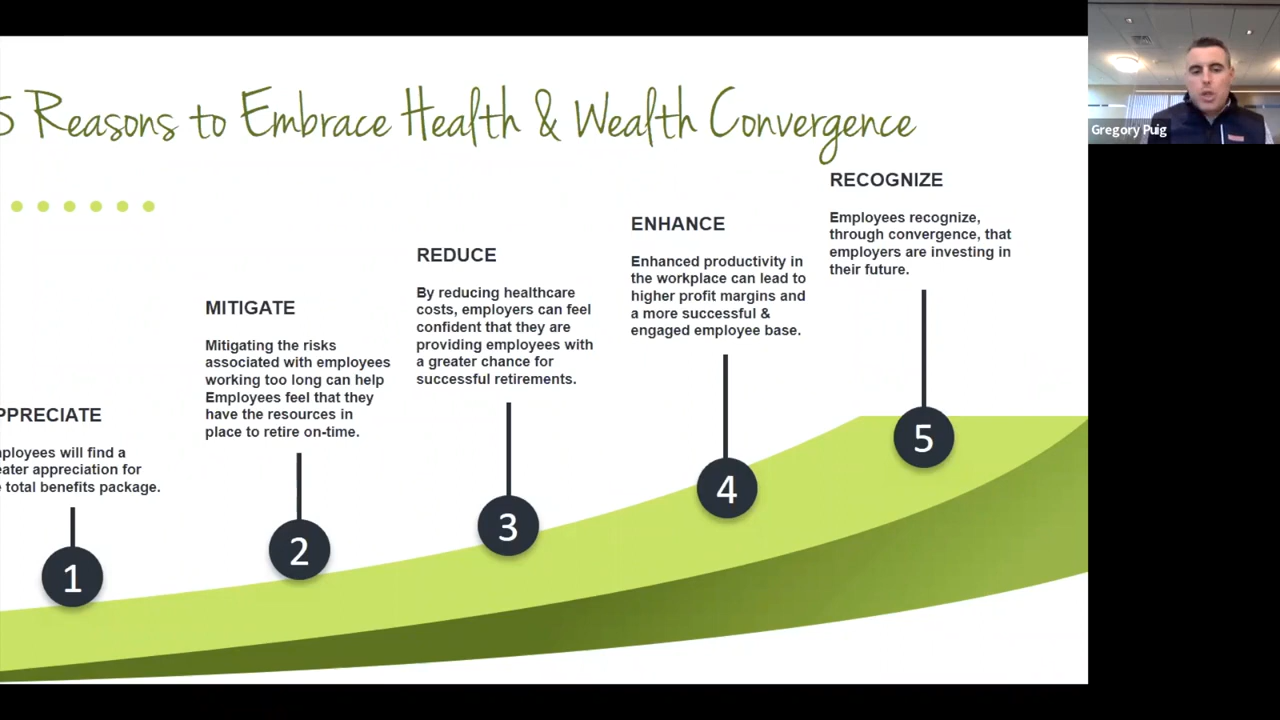 5 Reasons to Embrace Health & Wealth Convergence
Gregory Puig
RECOGNIZE
Employees recognize,
through convergence, that
employers are investing in
their future.
ENHANCE
Enhanced productivity in
the workplace can lead to
higher profit margins and
a more successful &
engaged employee base.
REDUCE
By reducing healthcare
costs, employers can feel
confident that they are
providing employees with
a greater chance for
successful retirements.
MITIGATE
Mitigating the risks
associated with employees
working too long can help
Employees feel that they
have the resources in
place to retire on-time.
PPRECIATE
mployees will find a
eater appreciation for
e total benefits package.
1
2
3
4
5